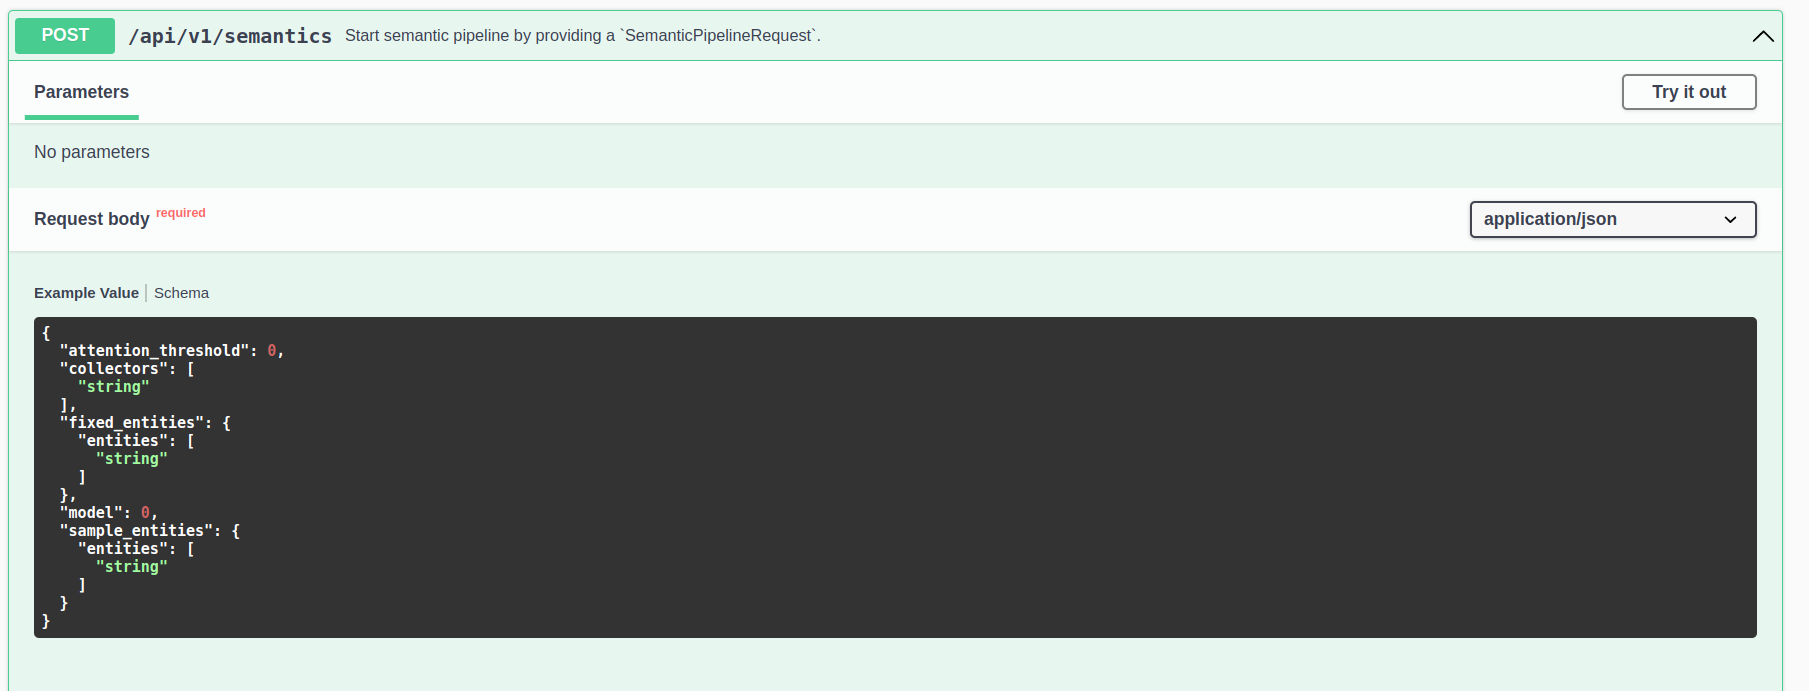 POST /api/v1/semantics Start semantic pipeline by providing a `SemanticPipelineRequest`.
Parameters Try it out
No parameters
Request body required application/json
Example Value | Schema
{
  "attention_threshold": 0,
  "collectors": [
    "string"
  ],
  "fixed_entities": {
    "entities": [
      "string"
    ]
  },
  "model": 0,
  "sample_entities": {
    "entities": [
      "string"
    ]
  }
}